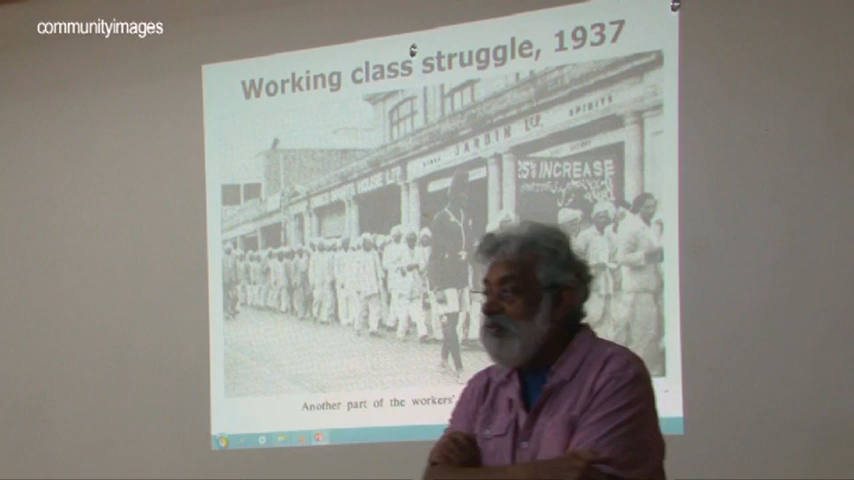 communityimages
Working class struggle, 1937
JARDIN LTD.
SPIRITS
25% INCREASE
Another part of the workers'